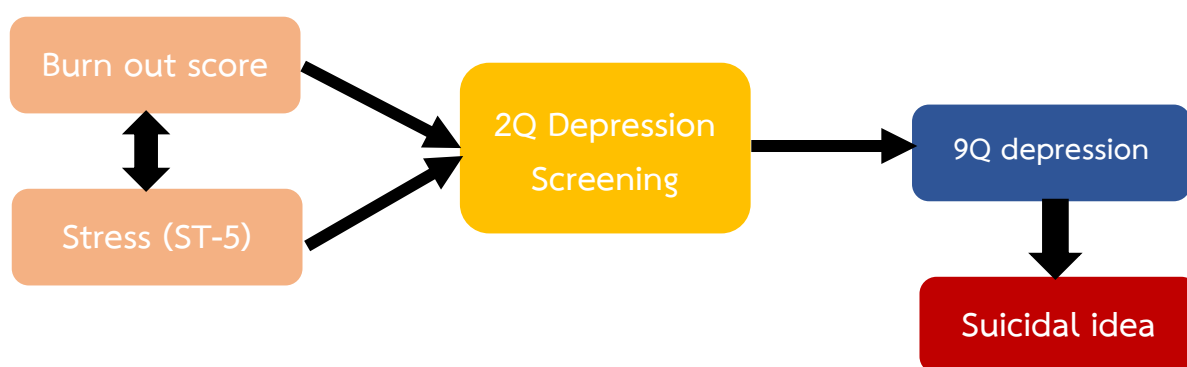 Burn out score
Stress (ST-5)
2Q Depression
Screening
9Q depression
Suicidal idea